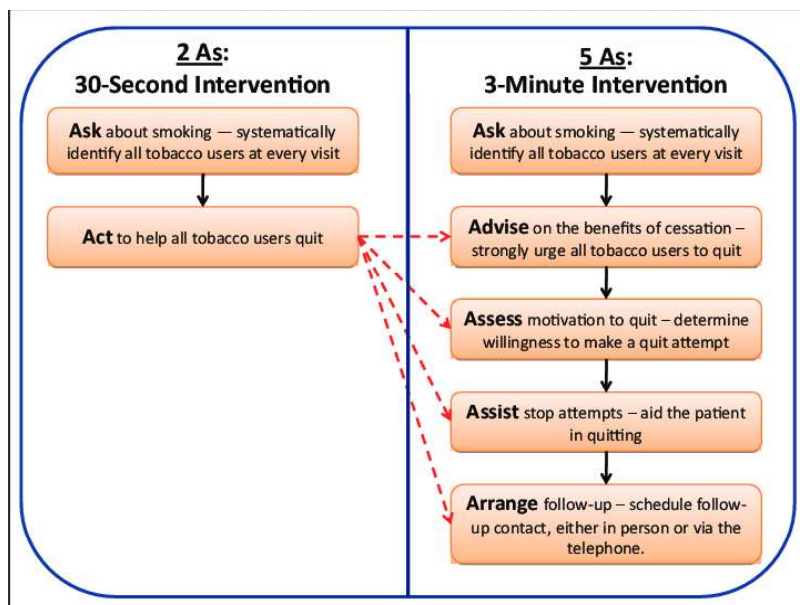 2 As:
30-Second Intervention
Ask about smoking — systematically
identify all tobacco users at every visit
Act to help all tobacco users quit
5 As:
3-Minute Intervention
Ask about smoking — systematically
identify all tobacco users at every visit
Advise on the benefits of cessation –
strongly urge all tobacco users to quit
Assess motivation to quit – determine
willingness to make a quit attempt
Assist stop attempts – aid the patient
in quitting
Arrange follow-up – schedule follow-
up contact, either in person or via the
telephone.